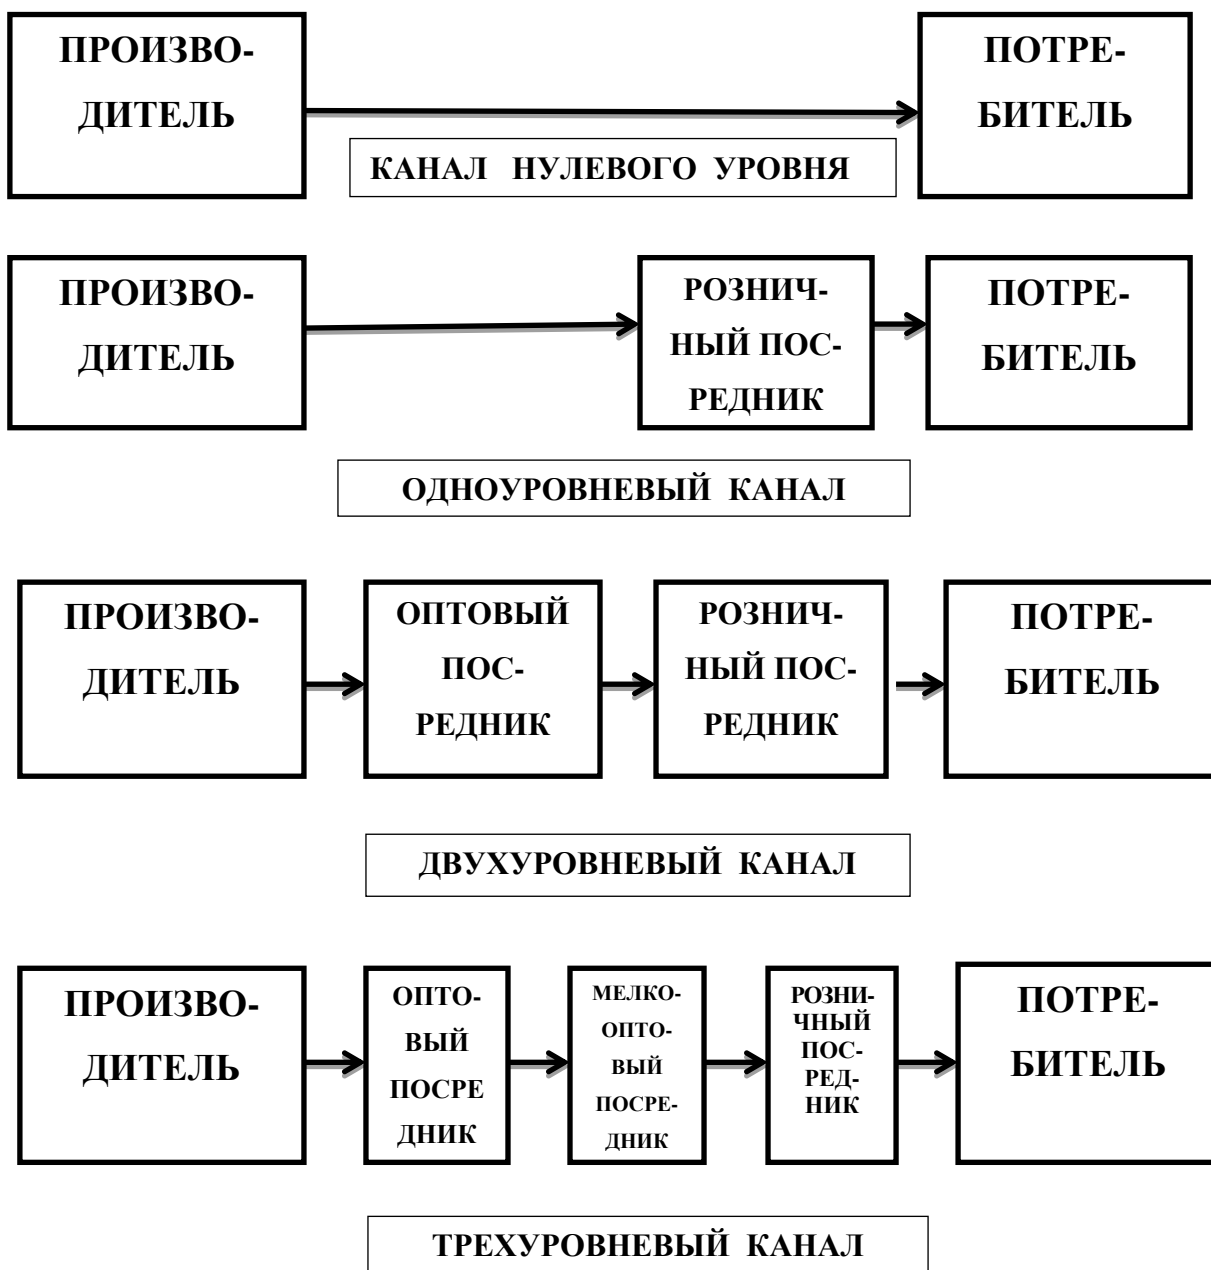 ПРОИЗВО-
ДИТЕЛЬ
ПОТРЕ-
БИТЕЛЬ
КАНАЛ НУЛЕВОГО УРОВНЯ
ПРОИЗВО-
ДИТЕЛЬ
РОЗНИЧ-
НЫЙ ПОС-
РЕДНИК
ПОТРЕ-
БИТЕЛЬ
ОДНОУРОВНЕВЫЙ КАНАЛ
ПРОИЗВО-
ДИТЕЛЬ
ОПТОВЫЙ
ПОС-
РЕДНИК
РОЗНИЧ-
НЫЙ ПОС-
РЕДНИК
ПОТРЕ-
БИТЕЛЬ
ДВУХУРОВНЕВЫЙ КАНАЛ
ПРОИЗВО-
ДИТЕЛЬ
ОПТО-
ВЫЙ
ПОСРЕ
ДНИК
МЕЛКО-
ОПТО-
ВЫЙ
ПОСРЕ-
ДНИК
РОЗНИ-
ЧНЫЙ
ПОС-
РЕД-
НИК
ПОТРЕ-
БИТЕЛЬ
ТРЕХУРОВНЕВЫЙ КАНАЛ